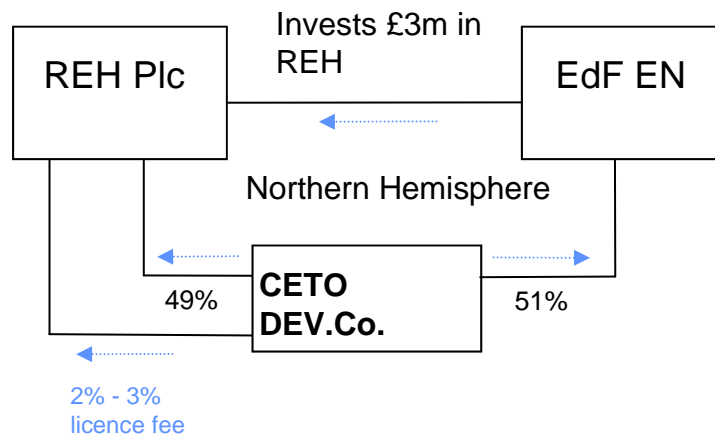 Invests £3m in
REH
REH Plc
EdF EN
Northern Hemisphere
49%
CETO
DEV.Co.
51%
2% - 3%
licence fee